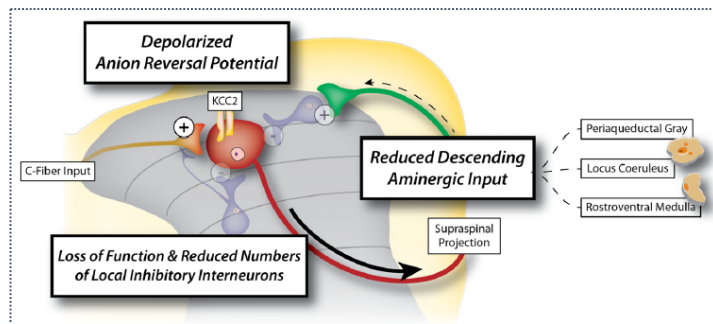 Depolarized
Anion Reversal Potential
KCC2
+
+
-
-
C-Fiber Input
Reduced Descending
Aminergic Input
Periaqueductal Gray
Locus Coeruleus
Rostroventral Medulla
Supraspinal
Projection
Loss of Function & Reduced Numbers
of Local Inhibitory Interneurons